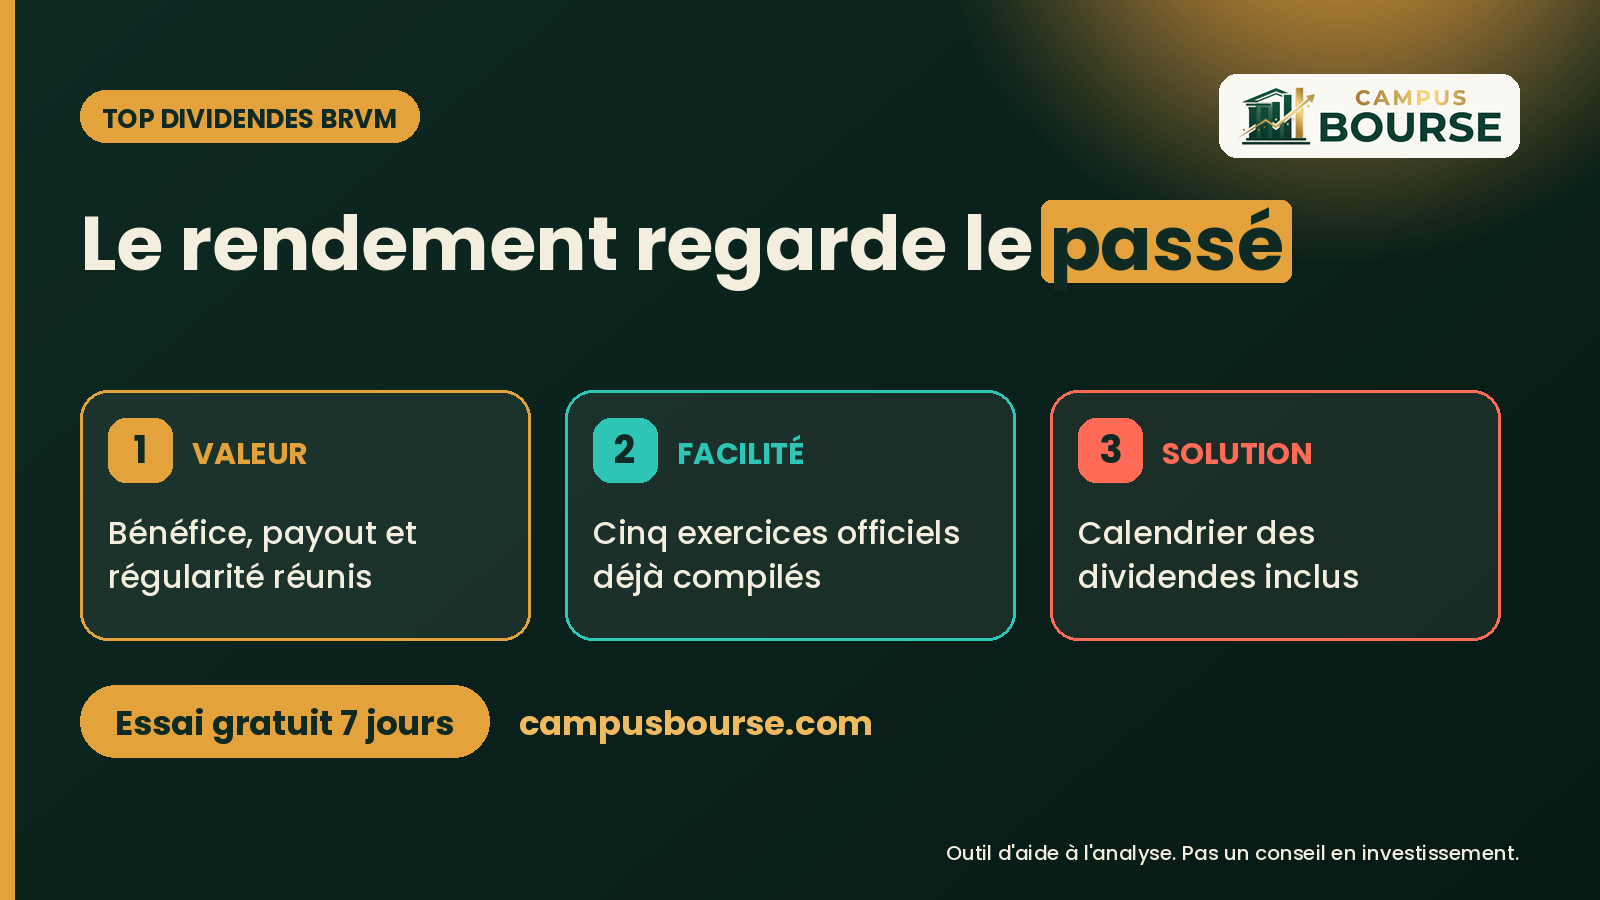 TOP DIVIDENDES BRVM
CAMPUS
BOURSE
Le rendement regarde le passé
1 VALEUR
Bénéfice, payout et
régularité réunis
2 FACILITÉ
Cinq exercices officiels
déjà compilés
3 SOLUTION
Calendrier des
dividendes inclus
Essai gratuit 7 jours
campusbourse.com
Outil d'aide à l'analyse. Pas un conseil en investissement.